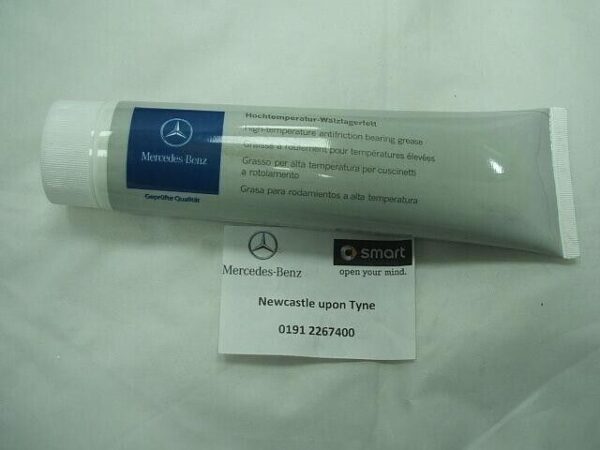 Mercedes-Benz
Geprüfte Qualität
Hochtemperatur-Wälzlagerfett
High-temperature antifriction bearing grease
Graisse à roulement pour températures élevées
Grasso per alta temperatura per cuscinetti
a rotolamento
Grasa para rodamientos a alta temperatura
Mercedes-Benz
smart
open your mind.
Newcastle upon Tyne
0191 2267400